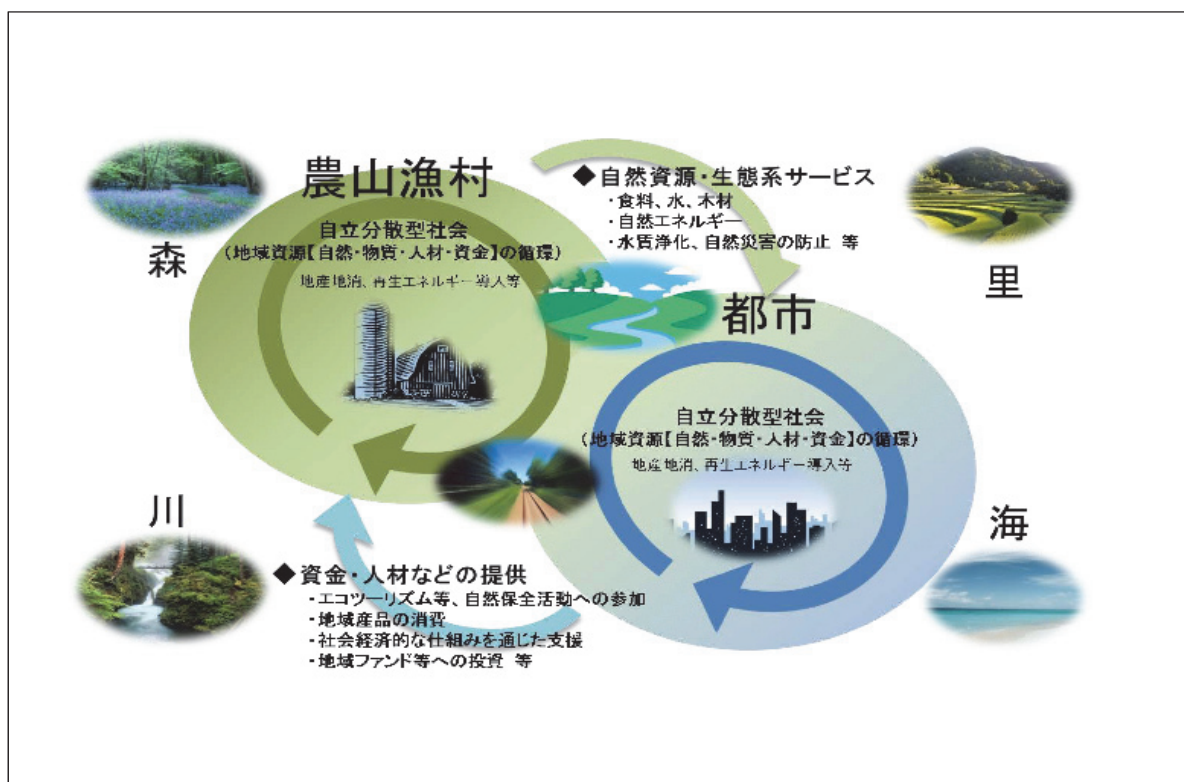 農山漁村
◆自然資源・生態系サービス
・食料、水、木材
・自然エネルギー
・水質浄化、自然災害の防止 等
森
自立分散型社会
(地域資源【自然・物質・人材・資金】の循環)
地産地消、再生エネルギー導入等
里
都市
自立分散型社会
(地域資源【自然・物質・人材・資金】の循環)
地産地消、再生エネルギー導入等
川
海
◆資金・人材などの提供
・エコツーリズム等、自然保全活動への参加
・地域産品の消費
・社会経済的な仕組みを通じた支援
・地域ファンド等への投資 等